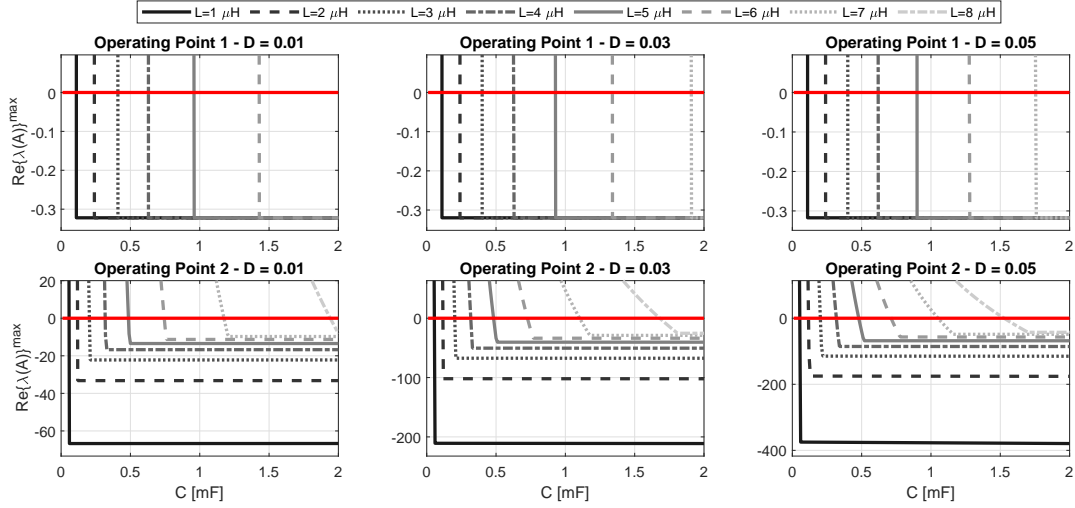 L=1 μH L=2 μH L=3 μH L=4 μH L=5 μH L=6 μH L=7 μH L=8 μH
Operating Point 1 - D = 0.01
Re{λ(A)}^max
0
-0.1
-0.2
-0.3
0 0.5 1 1.5 2
Operating Point 1 - D = 0.03
0
-0.1
-0.2
-0.3
0 0.5 1 1.5 2
Operating Point 1 - D = 0.05
0
-0.1
-0.2
-0.3
0 0.5 1 1.5 2
Operating Point 2 - D = 0.01
Re{λ(A)}^max
20
0
-20
-40
-60
0 0.5 1 1.5 2
C [mF]
Operating Point 2 - D = 0.03
0
-100
-200
0 0.5 1 1.5 2
C [mF]
Operating Point 2 - D = 0.05
0
-200
-400
0 0.5 1 1.5 2
C [mF]